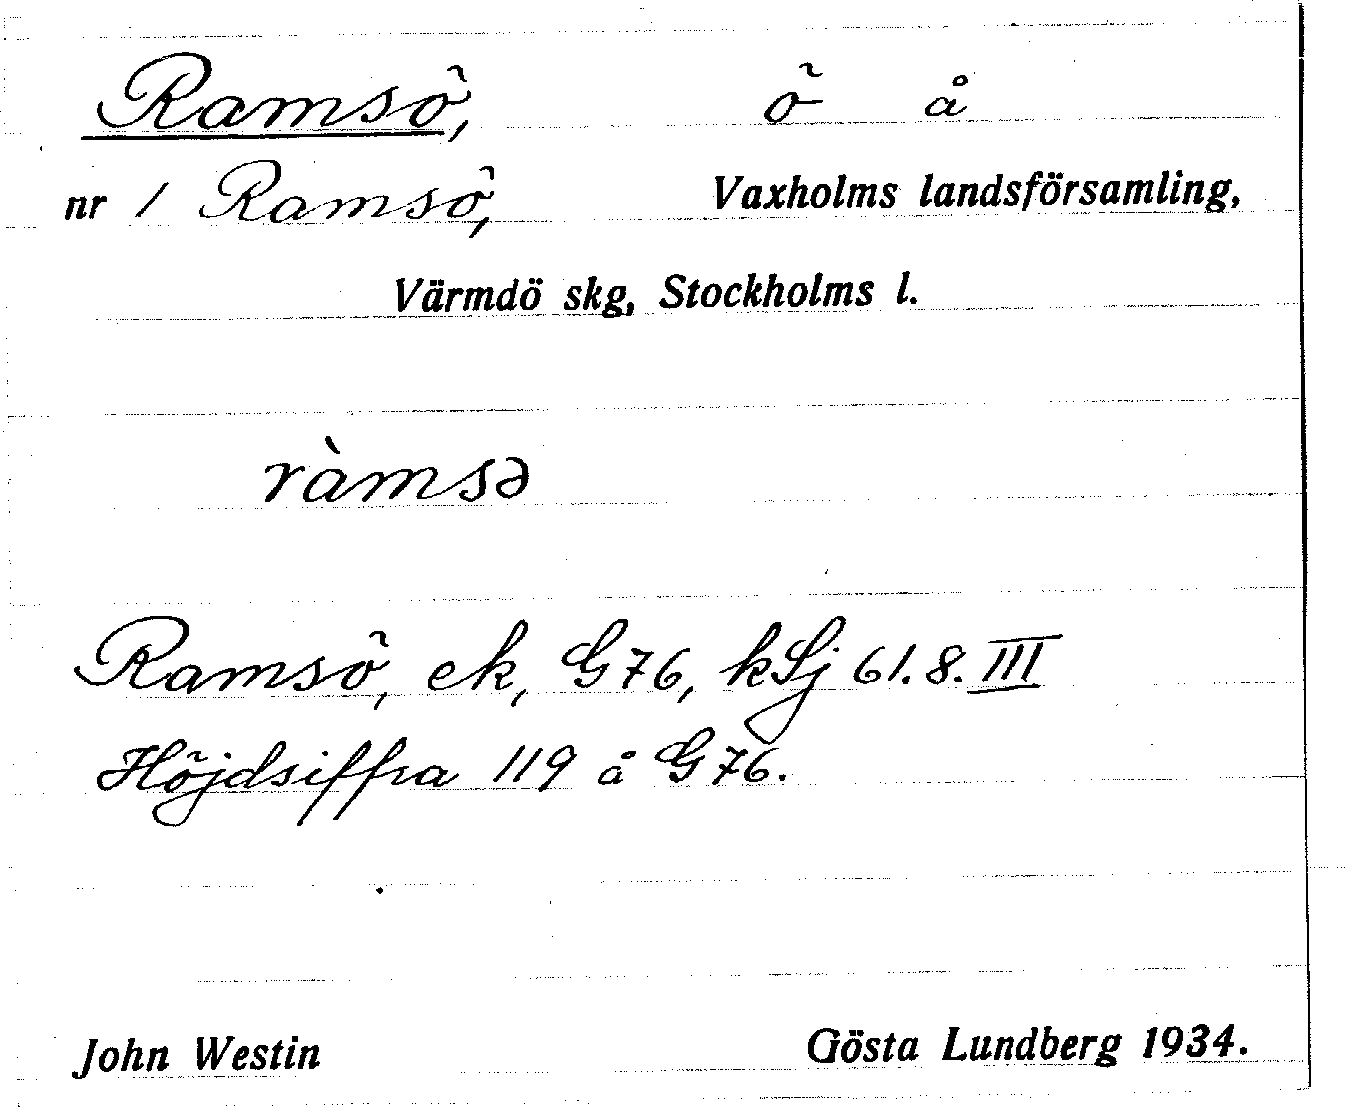 Ramsö, ö å
nr 1 Ramsö, Vaxholms landsförsamling,
Värmdö skg, Stockholms l.
ràmsə
Ramsö, ek, G76, kSj 61.8.III
Höjdsiffra 119 å G76.
John Westin Gösta Lundberg 1934.